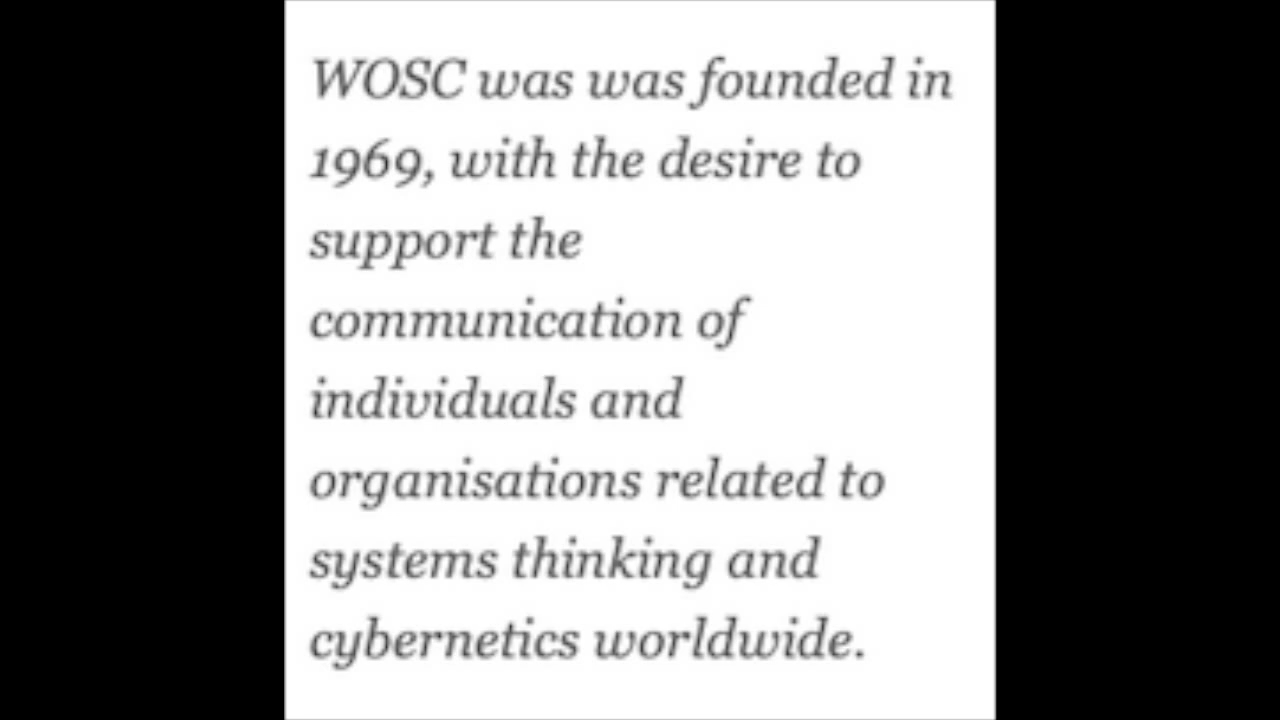 WOSC was was founded in
1969, with the desire to
support the
communication of
individuals and
organisations related to
systems thinking and
cybernetics worldwide.